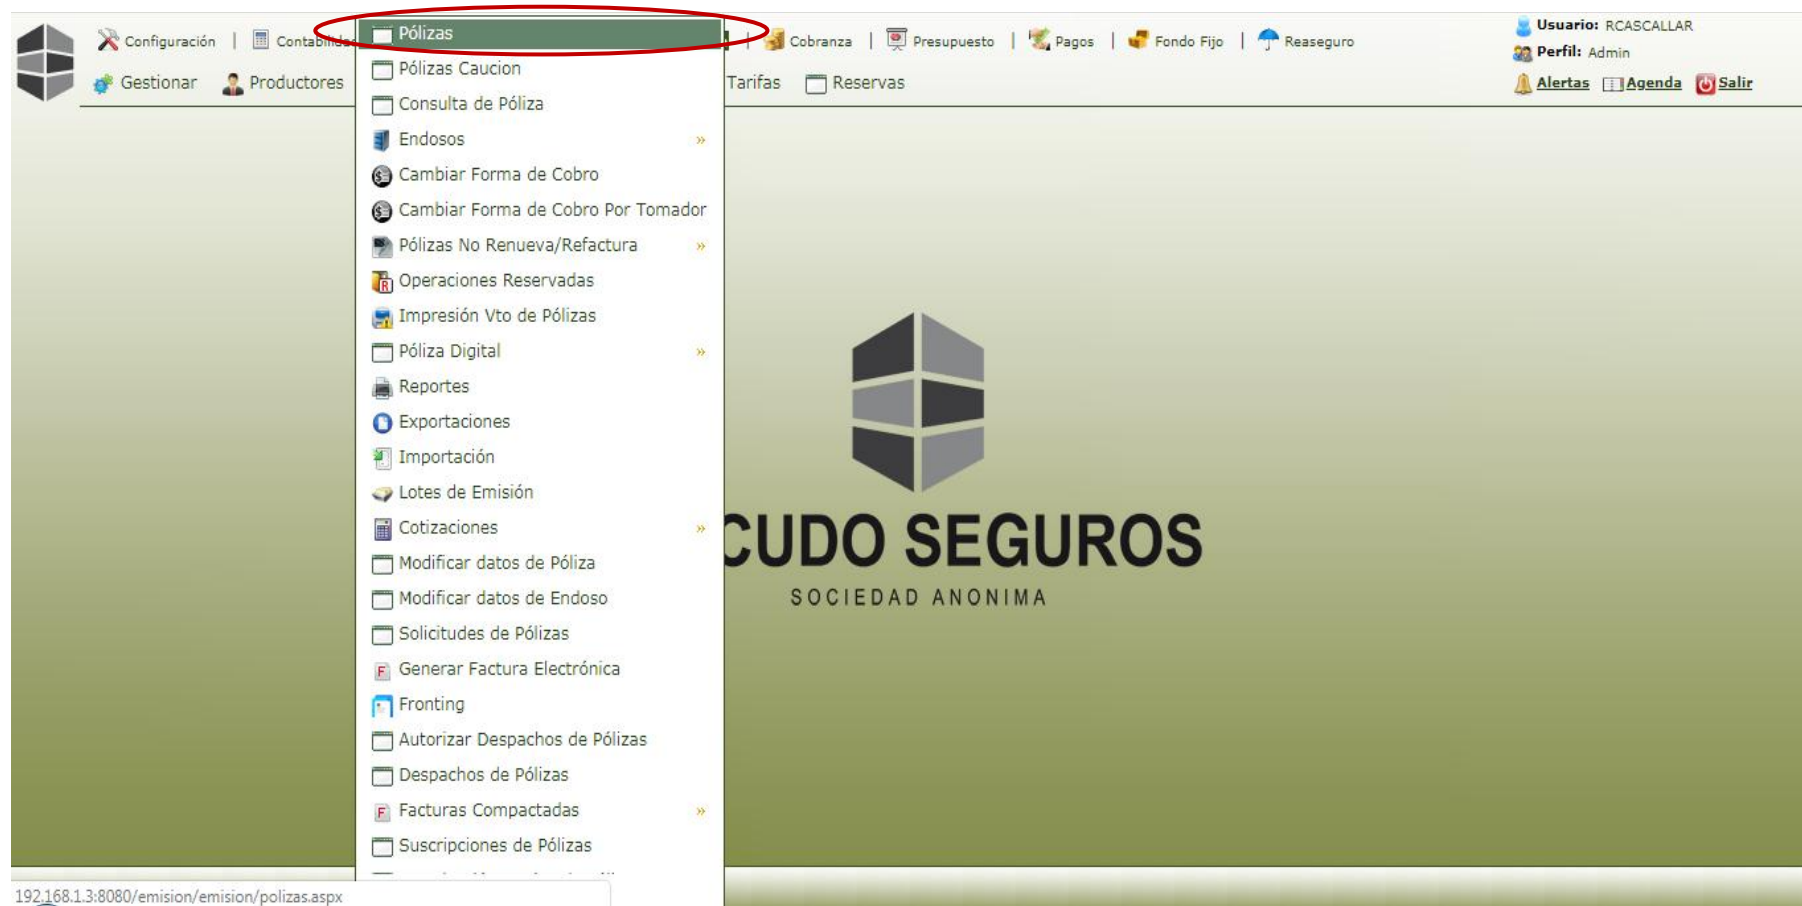 Configuración | Contabilidad
Cobranza | Presupuesto | Pagos | Fondo Fijo | Reaseguro
Usuario: RCASCALLAR
Perfil: Admin
Gestionar Productores
Tarifas Reservas
Alertas Agenda Salir
Pólizas
Pólizas Caucion
Consulta de Póliza
Endosos »
Cambiar Forma de Cobro
Cambiar Forma de Cobro Por Tomador
Pólizas No Renueva/Refactura »
Operaciones Reservadas
Impresión Vto de Pólizas
Póliza Digital »
Reportes
Exportaciones
Importación
Lotes de Emisión
Cotizaciones »
Modificar datos de Póliza
Modificar datos de Endoso
Solicitudes de Pólizas
Generar Factura Electrónica
Fronting
Autorizar Despachos de Pólizas
Despachos de Pólizas
Facturas Compactadas »
Suscripciones de Pólizas
CUDO SEGUROS
SOCIEDAD ANONIMA
192.168.1.3:8080/emision/emision/polizas.aspx